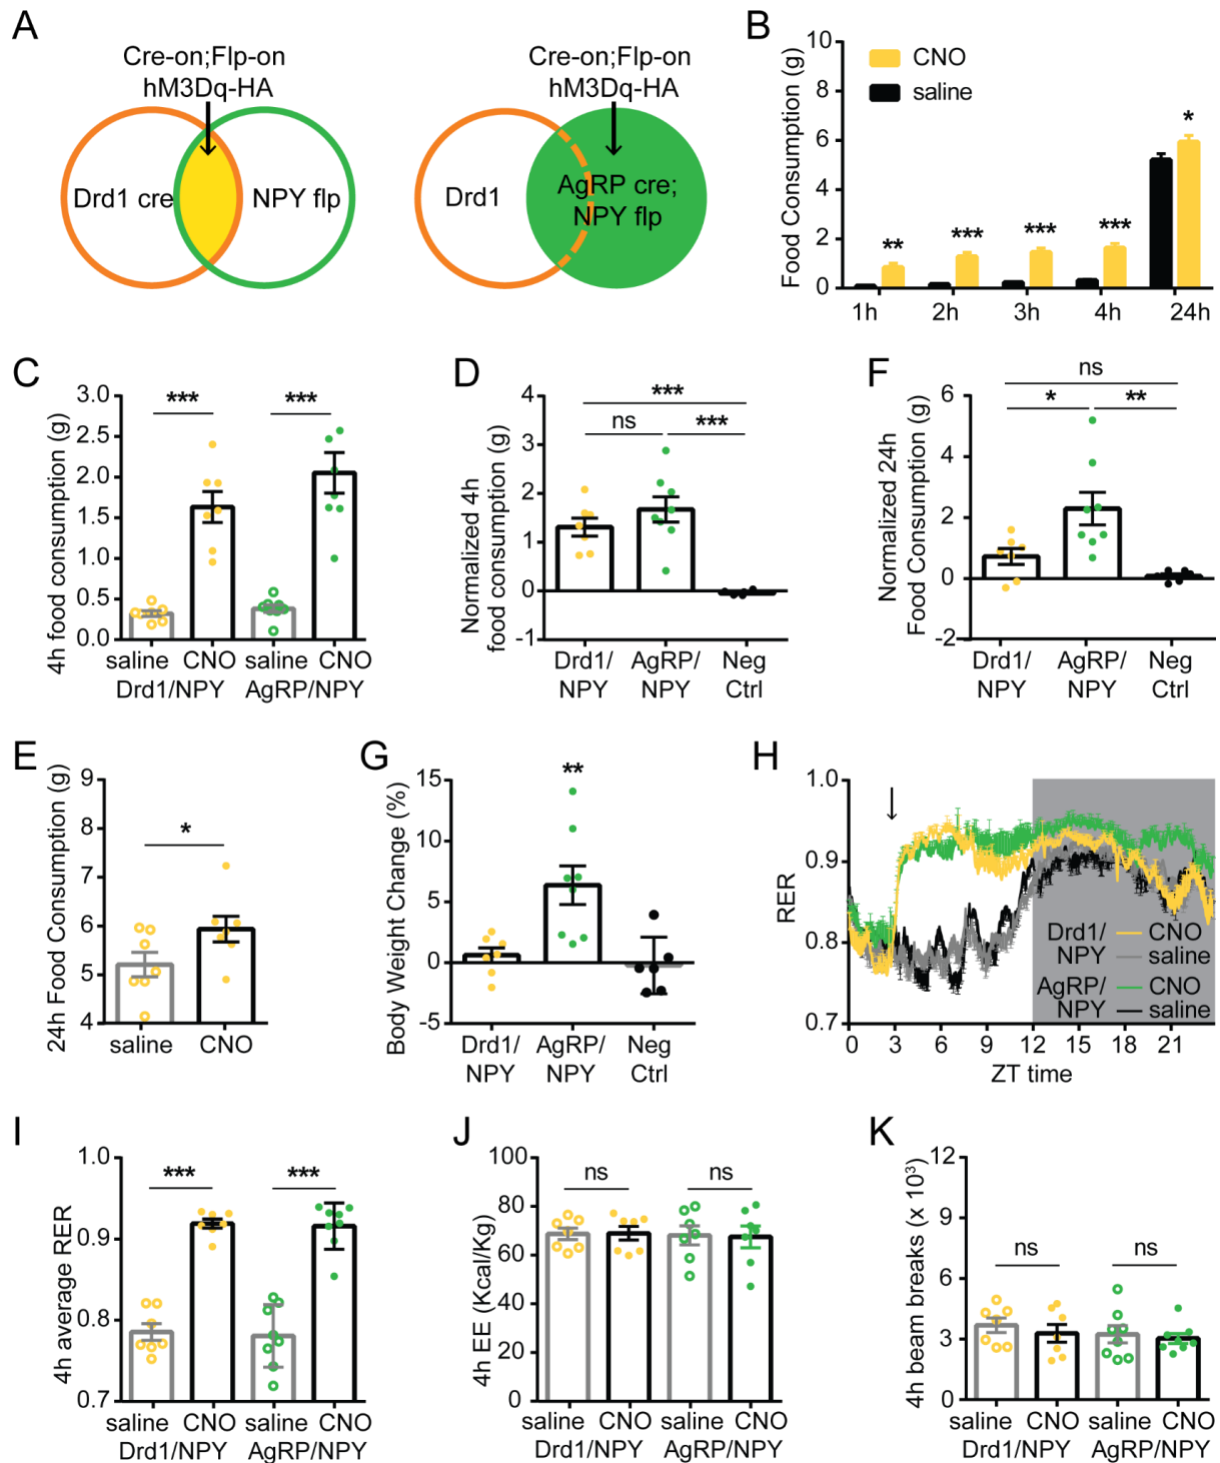 A
Cre-on;Flp-on
hM3Dq-HA
Drd1 cre
NPY flp
Cre-on;Flp-on
hM3Dq-HA
Drd1
AgRP cre;
NPY flp
B
Food Consumption (g)
10
8
6
4
2
0
CNO
saline
**
***
***
***
*
1h 2h 3h 4h 24h
C
4h food consumption (g)
3.0
2.5
2.0
1.5
1.0
0.5
0.0
***
***
saline CNO saline CNO
Drd1/NPY AgRP/NPY
D
Normalized 4h
food consumption (g)
4
3
2
1
0
-1
***
ns
***
Drd1/ AgRP/ Neg
NPY NPY Ctrl
F
Normalized 24h
Food Consumption (g)
6
4
2
0
-2
ns
*
**
Drd1/ AgRP/ Neg
NPY NPY Ctrl
E
24h Food Consumption (g)
9
8
7
6
5
4
*
saline CNO
G
Body Weight Change (%)
15
10
5
0
-5
**
Drd1/ AgRP/ Neg
NPY NPY Ctrl
H
RER
1.0
0.9
0.8
0.7
Drd1/ CNO
NPY saline
AgRP/ CNO
NPY saline
0 3 6 9 12 15 18 21
ZT time
I
4h average RER
1.0
0.9
0.8
0.7
***
***
saline CNO saline CNO
Drd1/NPY AgRP/NPY
J
4h EE (Kcal/Kg)
100
80
60
40
20
0
ns
ns
saline CNO saline CNO
Drd1/NPY AgRP/NPY
K
4h beam breaks (x 10³)
12
9
6
3
0
ns
ns
saline CNO saline CNO
Drd1/NPY AgRP/NPY